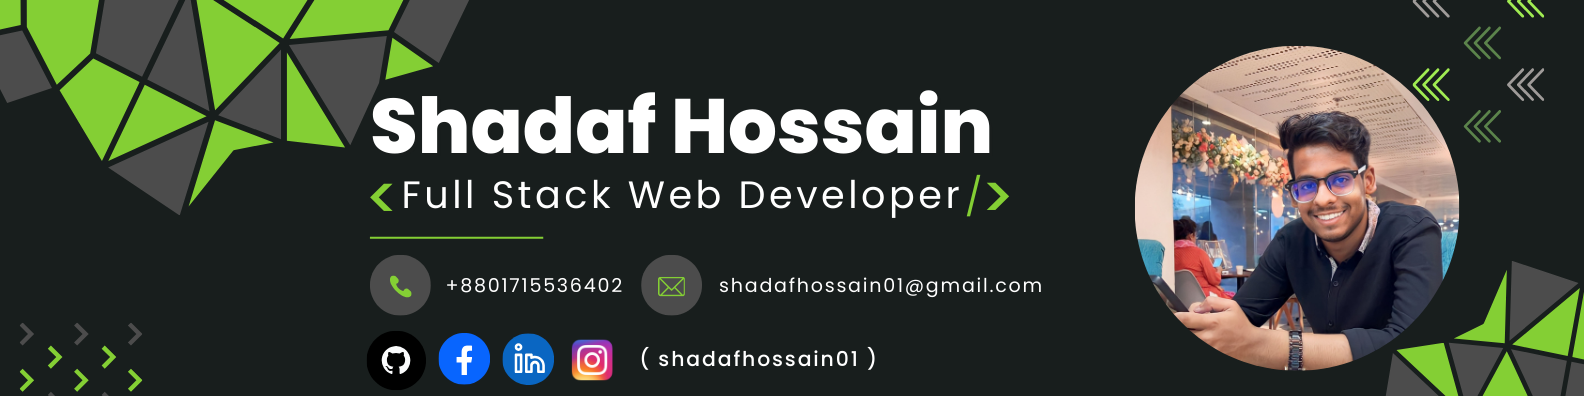 Shadaf Hossain
<Full Stack Web Developer/>
+8801715536402
shadafhossain01@gmail.com
( shadafhossain01 )